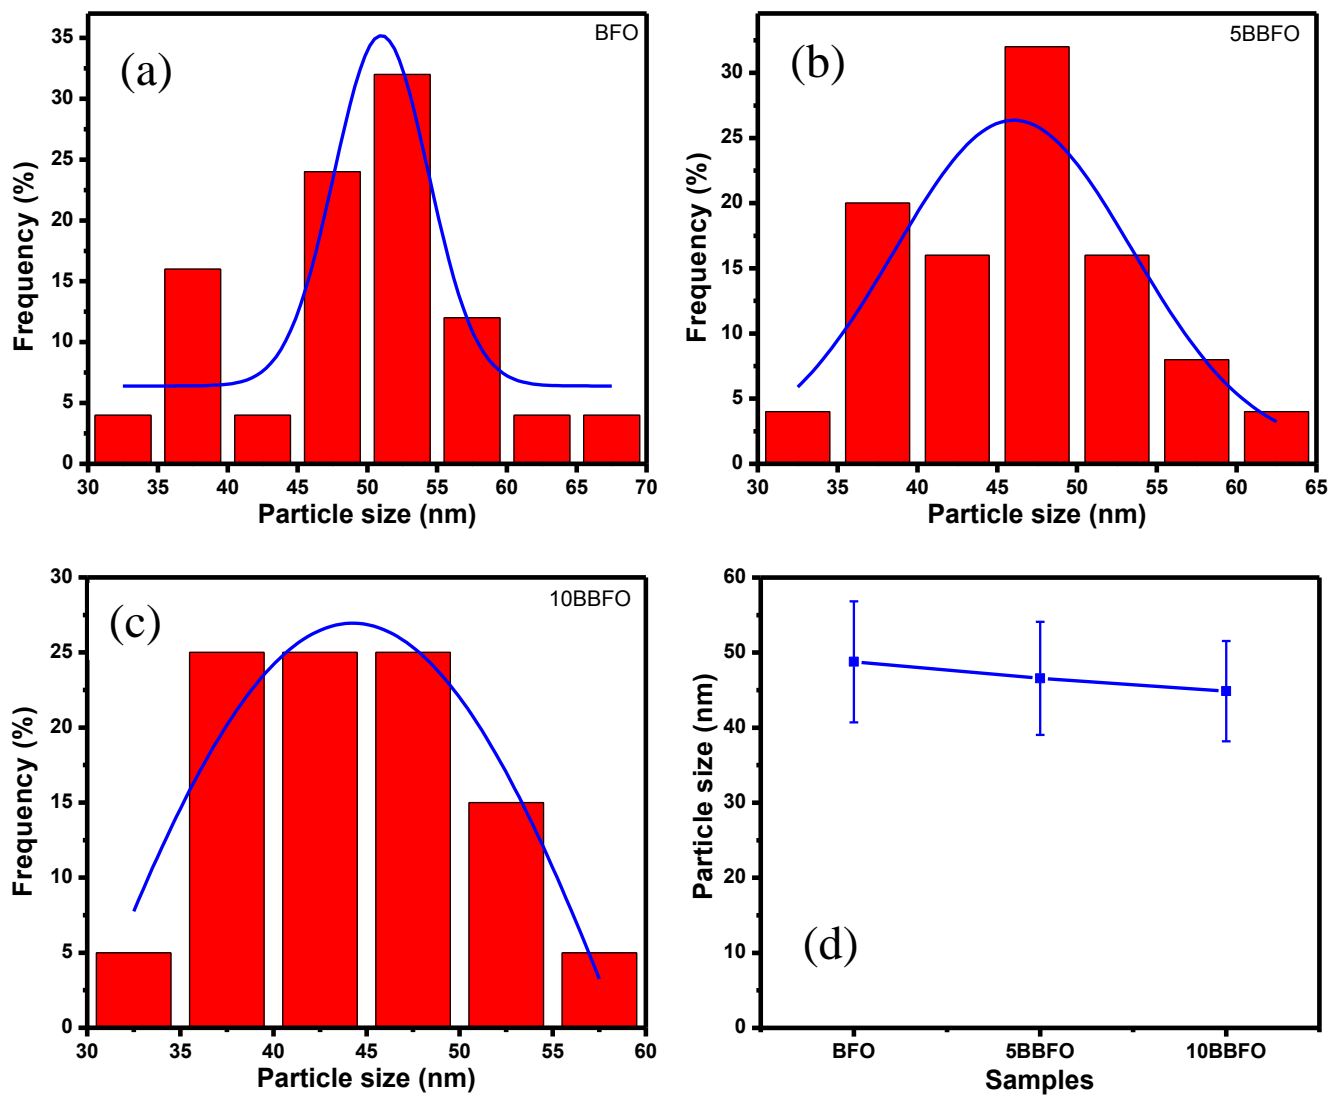 BFO
(a)
35
30
25
20
15
10
5
0
Frequency (%)
30 35 40 45 50 55 60 65 70
Particle size (nm)
5BBFO
(b)
30
25
20
15
10
5
0
Frequency (%)
30 35 40 45 50 55 60 65
Particle size (nm)
10BBFO
(c)
30
25
20
15
10
5
0
Frequency (%)
30 35 40 45 50 55 60
Particle size (nm)
60
50
40
30
20
10
0
Particle size (nm)
(d)
BFO 5BBFO 10BBFO
Samples